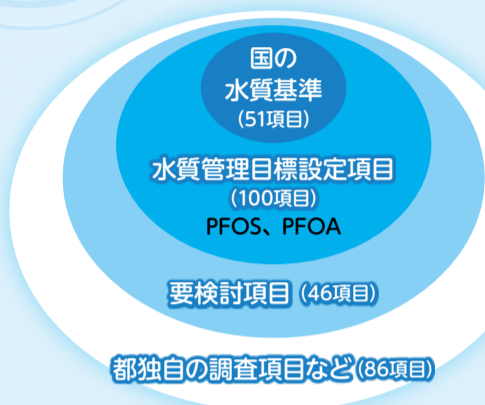 国の
水質基準
(51項目)
水質管理目標設定項目
(100項目)
PFOS、PFOA
要検討項目 (46項目)
都独自の調査項目など (86項目)